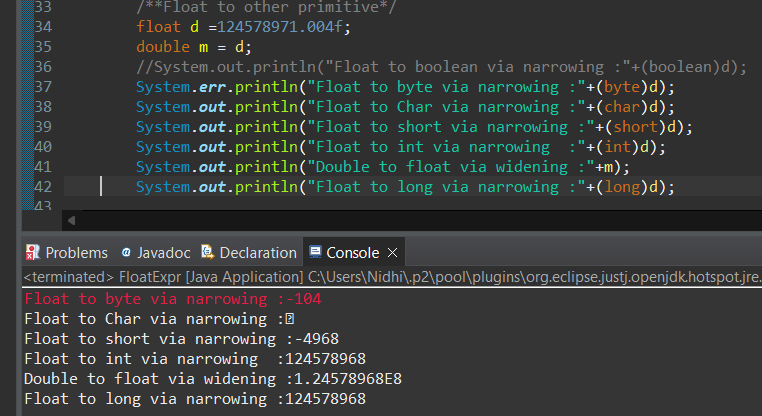 33 /**Float to other primitive*/
34 float d =124578971.004f;
35 double m = d;
36 //System.out.println("Float to boolean via narrowing :"+(boolean)d);
37 System.err.println("Float to byte via narrowing :"+(byte)d);
38 System.out.println("Float to Char via narrowing :"+(char)d);
39 System.out.println("Float to short via narrowing :"+(short)d);
40 System.out.println("Float to int via narrowing  :"+(int)d);
41 System.out.println("Double to float via widening :"+m);
42 System.out.println("Float to long via narrowing :"+(long)d);
43
Problems @ Javadoc Declaration Console ×
<terminated> FloatExpr [Java Application] C:\Users\Nidhi\.p2\pool\plugins\org.eclipse.justj.openjdk.hotspot.jre.
Float to byte via narrowing :-104
Float to Char via narrowing :
Float to short via narrowing :-4968
Float to int via narrowing  :124578968
Double to float via widening :1.24578968E8
Float to long via narrowing :124578968